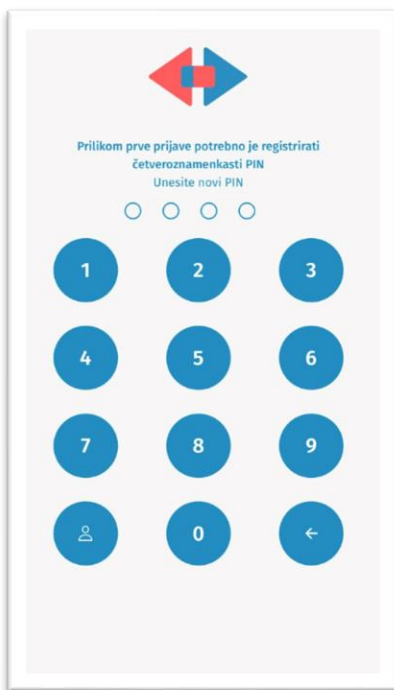 Prilikom prve prijave potrebno je registrirati
četveroznamenkasti PIN
Unesite novi PIN
1 2 3
4 5 6
7 8 9
0